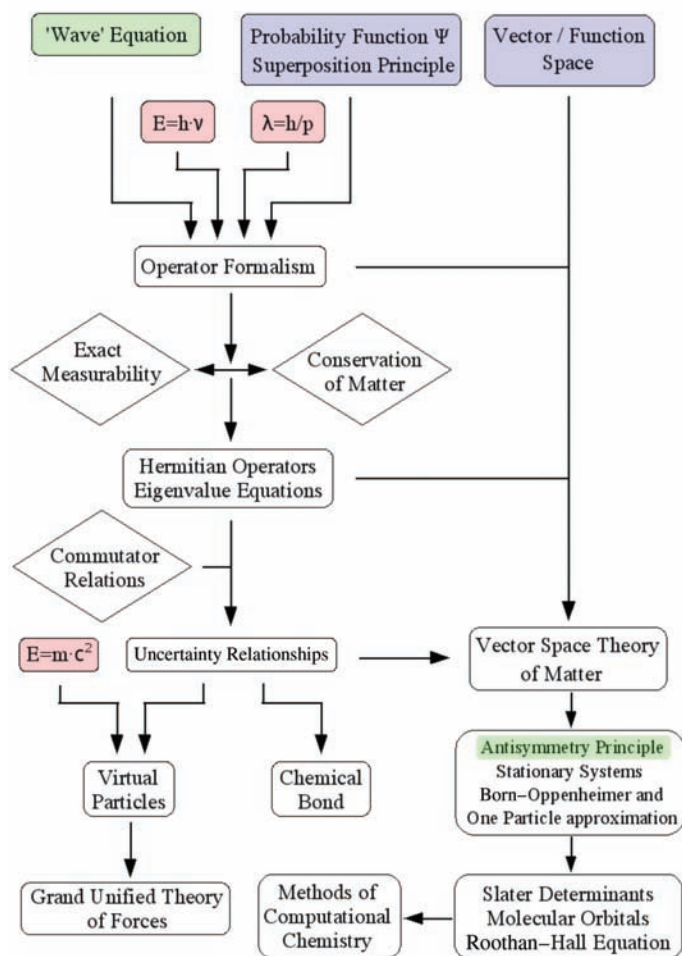 'Wave' Equation
Probability Function Ψ
Superposition Principle
Vector / Function
Space
E=h·ν
λ=h/p
Operator Formalism
Exact
Measurability
Conservation
of Matter
Hermitian Operators
Eigenvalue Equations
Commutator
Relations
E=m·c²
Uncertainty Relationships
Vector Space Theory
of Matter
Virtual
Particles
Chemical
Bond
Antisymmetry Principle
Stationary Systems
Born–Oppenheimer and
One Particle approximation
Grand Unified Theory
of Forces
Methods of
Computational
Chemistry
Slater Determinants
Molecular Orbitals
Roothan–Hall Equation